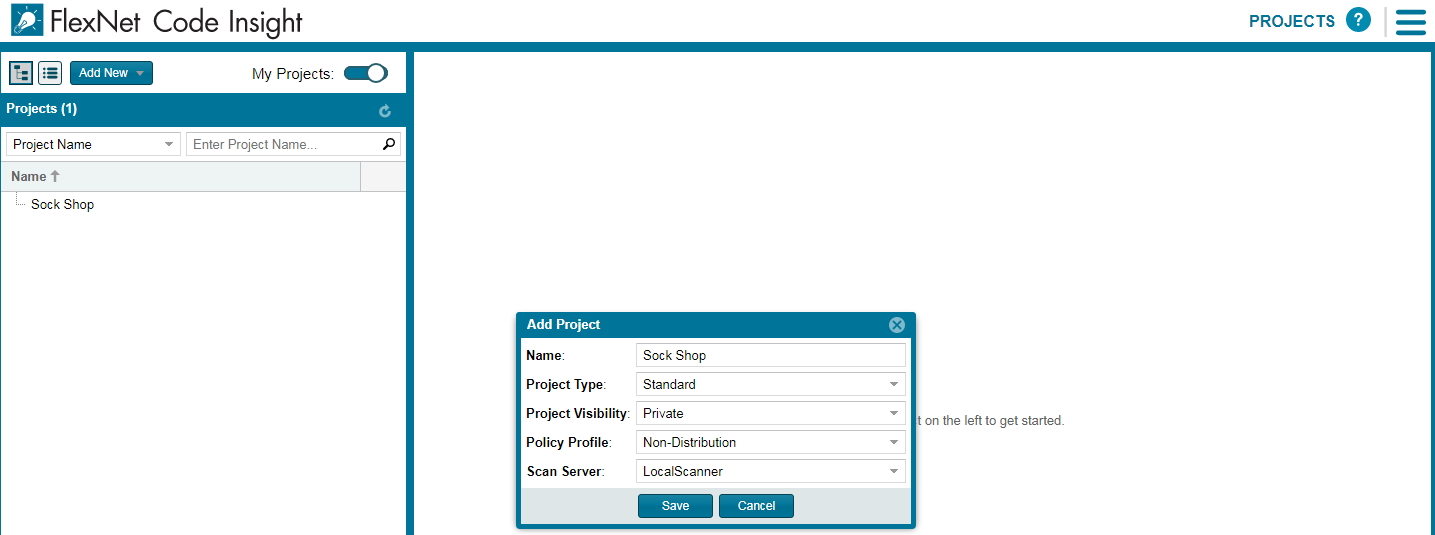 FlexNet Code Insight
PROJECTS ?
Add New My Projects:
Projects (1)
Project Name Enter Project Name...
Name
Sock Shop
Add Project
Name: Sock Shop
Project Type: Standard
Project Visibility: Private
t on the left to get started.
Policy Profile: Non-Distribution
Scan Server: LocalScanner
Save Cancel